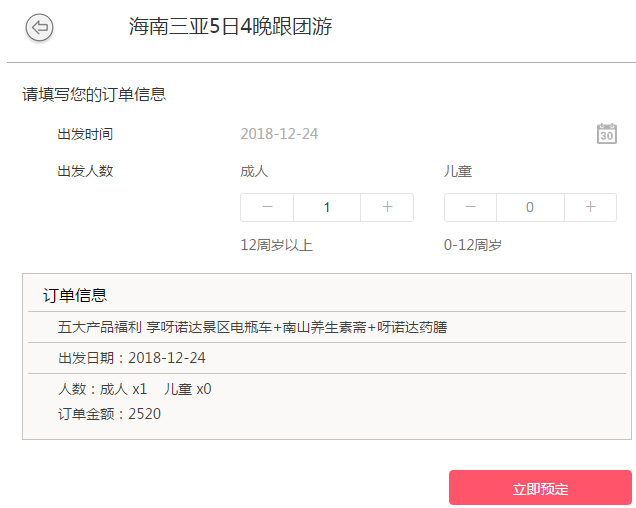 海南三亚5日4晚跟团游
请填写您的订单信息
出发时间 2018-12-24 30
出发人数 成人 儿童
− 1 + − 0 +
12周岁以上 0-12周岁
订单信息
五大产品福利 享呀诺达景区电瓶车+南山养生素斋+呀诺达药膳
出发日期：2018-12-24
人数：成人 x1 儿童 x0
订单金额：2520
立即预定